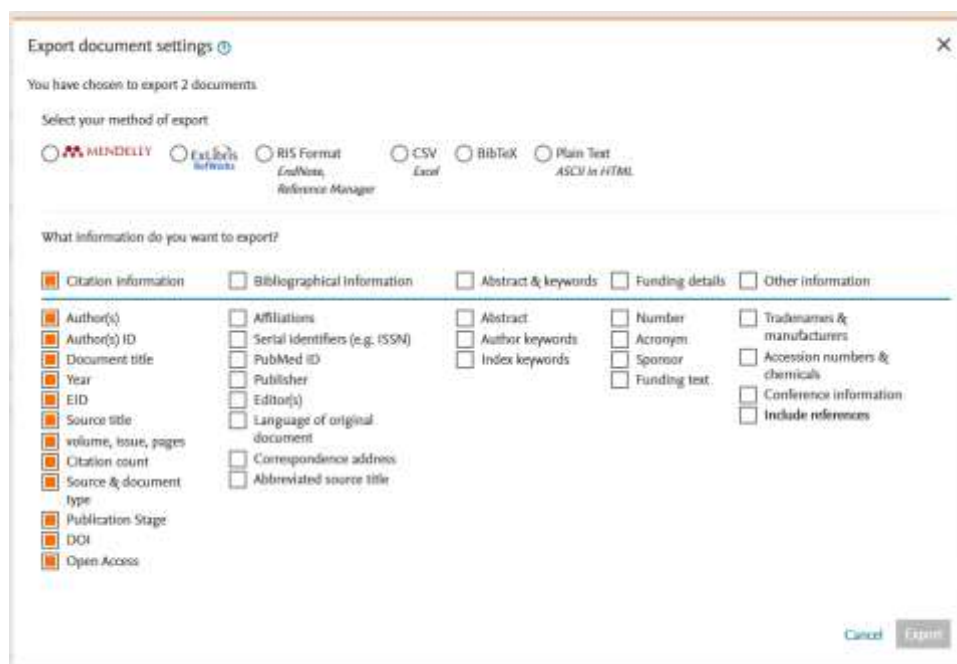 Export document settings
You have chosen to export 2 documents
Select your method of export
MENDELEY
ExLibris
RefWorks
RIS Format
EndNote,
Reference Manager
CSV
Excel
BibTeX
Plain Text
ASCII in HTML
What information do you want to export?
Citation information
Author(s)
Author(s) ID
Document title
Year
EID
Source title
volume, issue, pages
Citation count
Source & document
type
Publication Stage
DOI
Open Access
Bibliographical information
Affiliations
Serial identifiers (e.g. ISSN)
PubMed ID
Publisher
Editor(s)
Language of original
document
Correspondence address
Abbreviated source title
Abstract & keywords
Abstract
Author keywords
Index keywords
Funding details
Number
Acronym
Sponsor
Funding text
Other information
Tradenames &
manufacturers
Accession numbers &
chemicals
Conference information
Include references
Cancel
Export